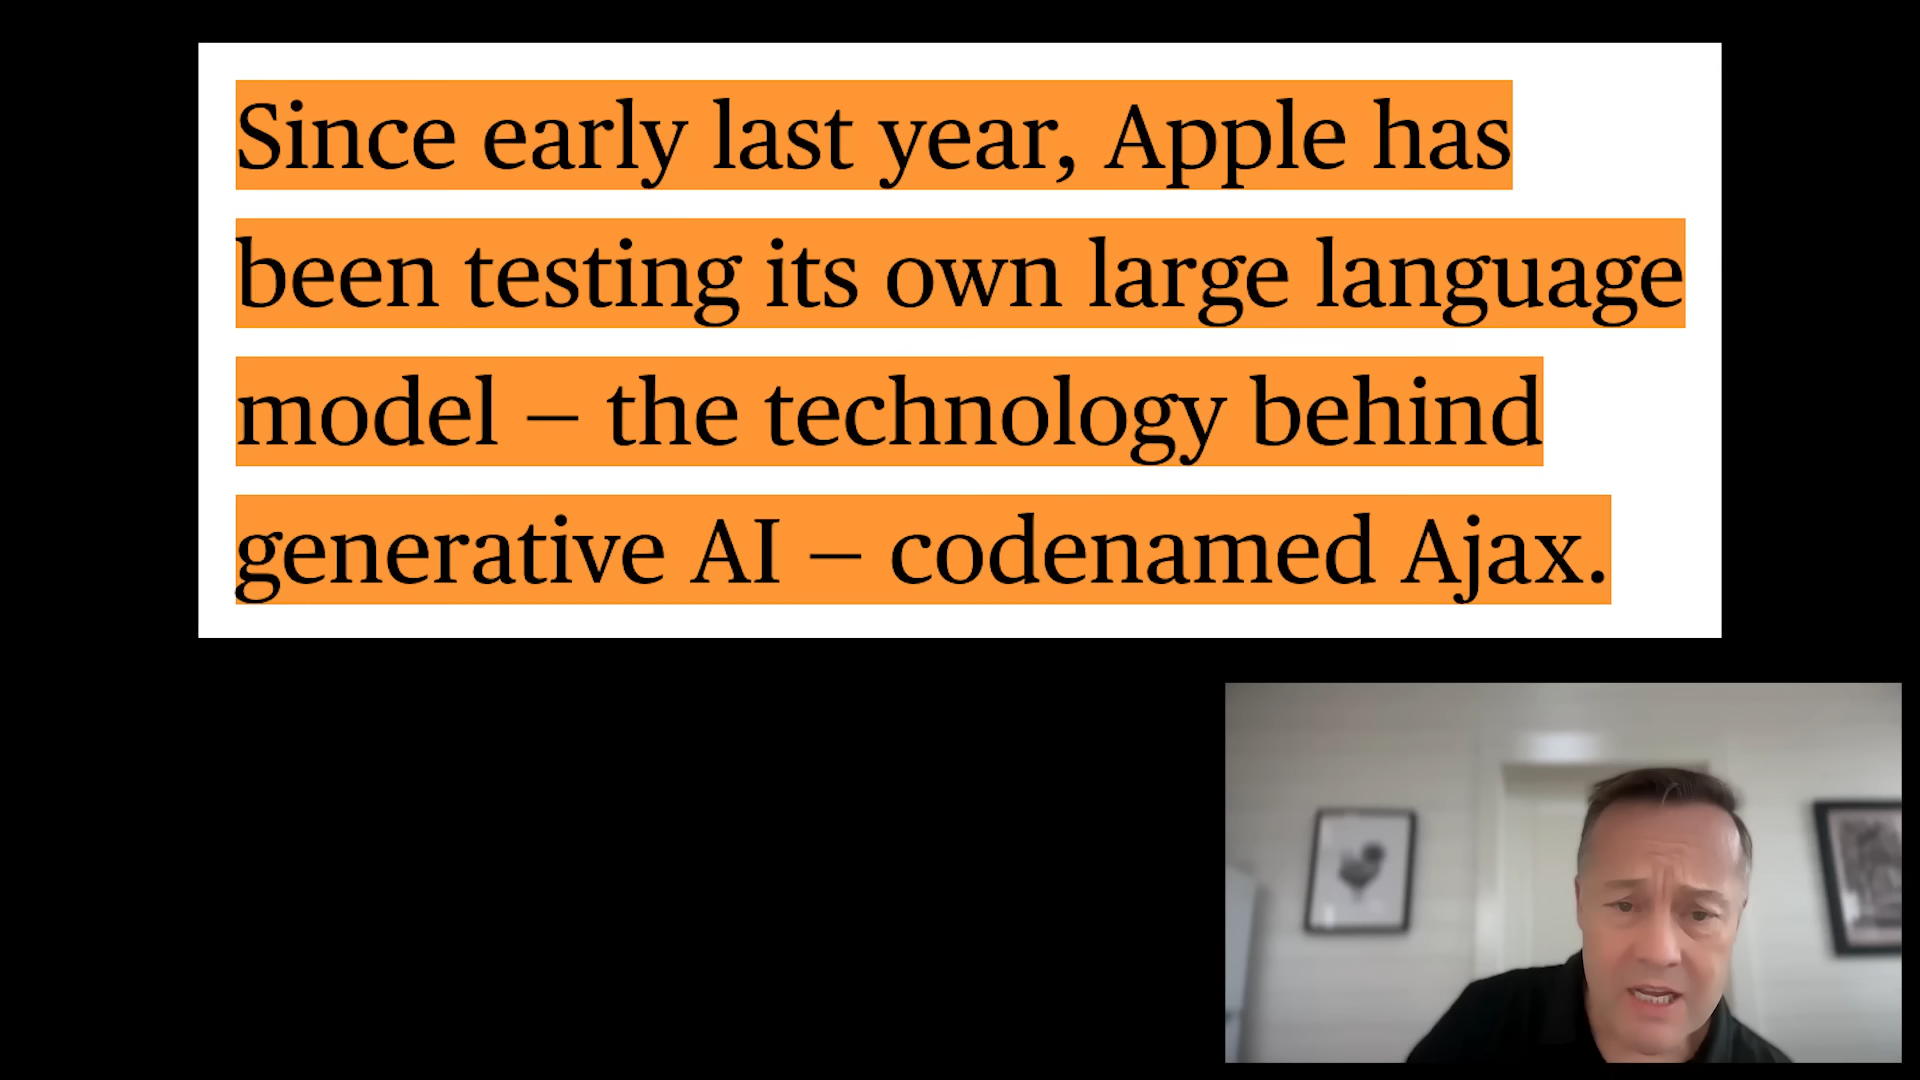 Since early last year, Apple has
been testing its own large language
model – the technology behind
generative AI – codenamed Ajax.